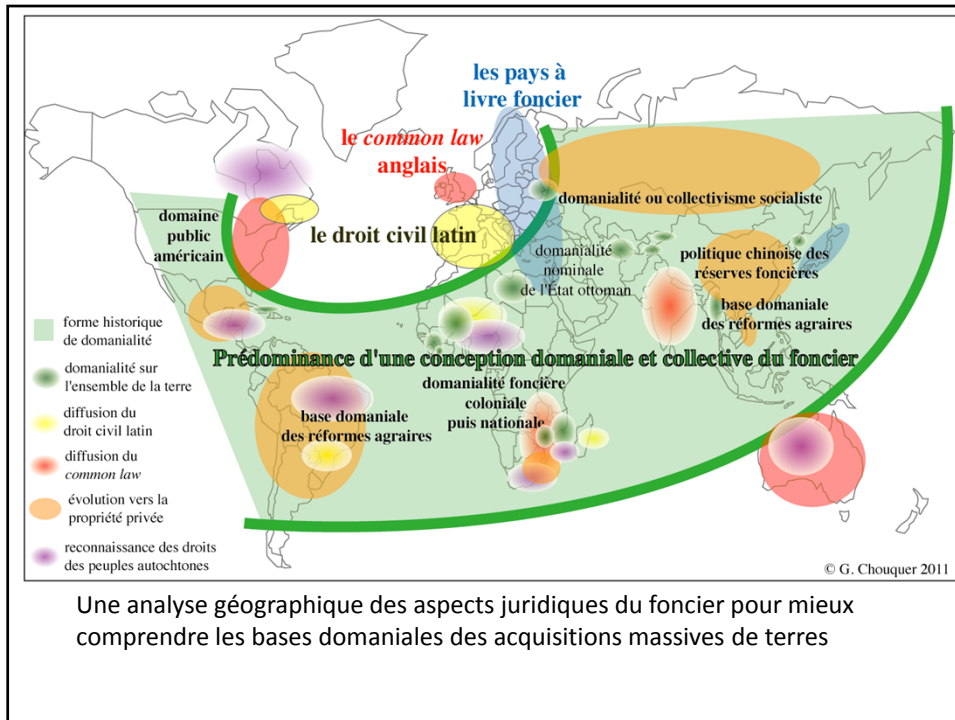 les pays à
livre foncier
le common law
anglais
domaine
public
américain
le droit civil latin
domanialité ou collectivisme socialiste
domanialité
nominale
de l'État ottoman
politique chinoise des
réserves foncières
base domaniale
des réformes agraires
Prédominance d'une conception domaniale et collective du foncier
domanialité foncière
coloniale
puis nationale
base domaniale
des réformes agraires
forme historique
de domanialité
domanialité sur
l'ensemble de la terre
diffusion du
droit civil latin
diffusion du
common law
évolution vers la
propriété privée
reconnaissance des droits
des peuples autochtones
© G. Chouquer 2011
Une analyse géographique des aspects juridiques du foncier pour mieux
comprendre les bases domaniales des acquisitions massives de terres